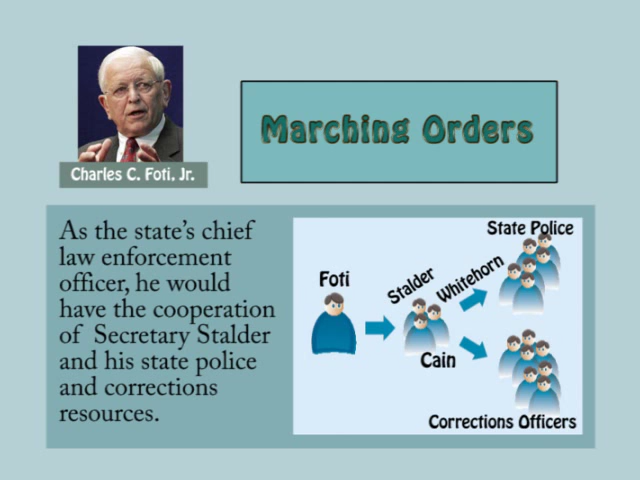 Marching Orders
Charles C. Foti, Jr.
As the state's chief
law enforcement
officer, he would
have the cooperation
of Secretary Stalder
and his state police
and corrections
resources.
State Police
Foti
Stalder
Whitehorn
Cain
Corrections Officers